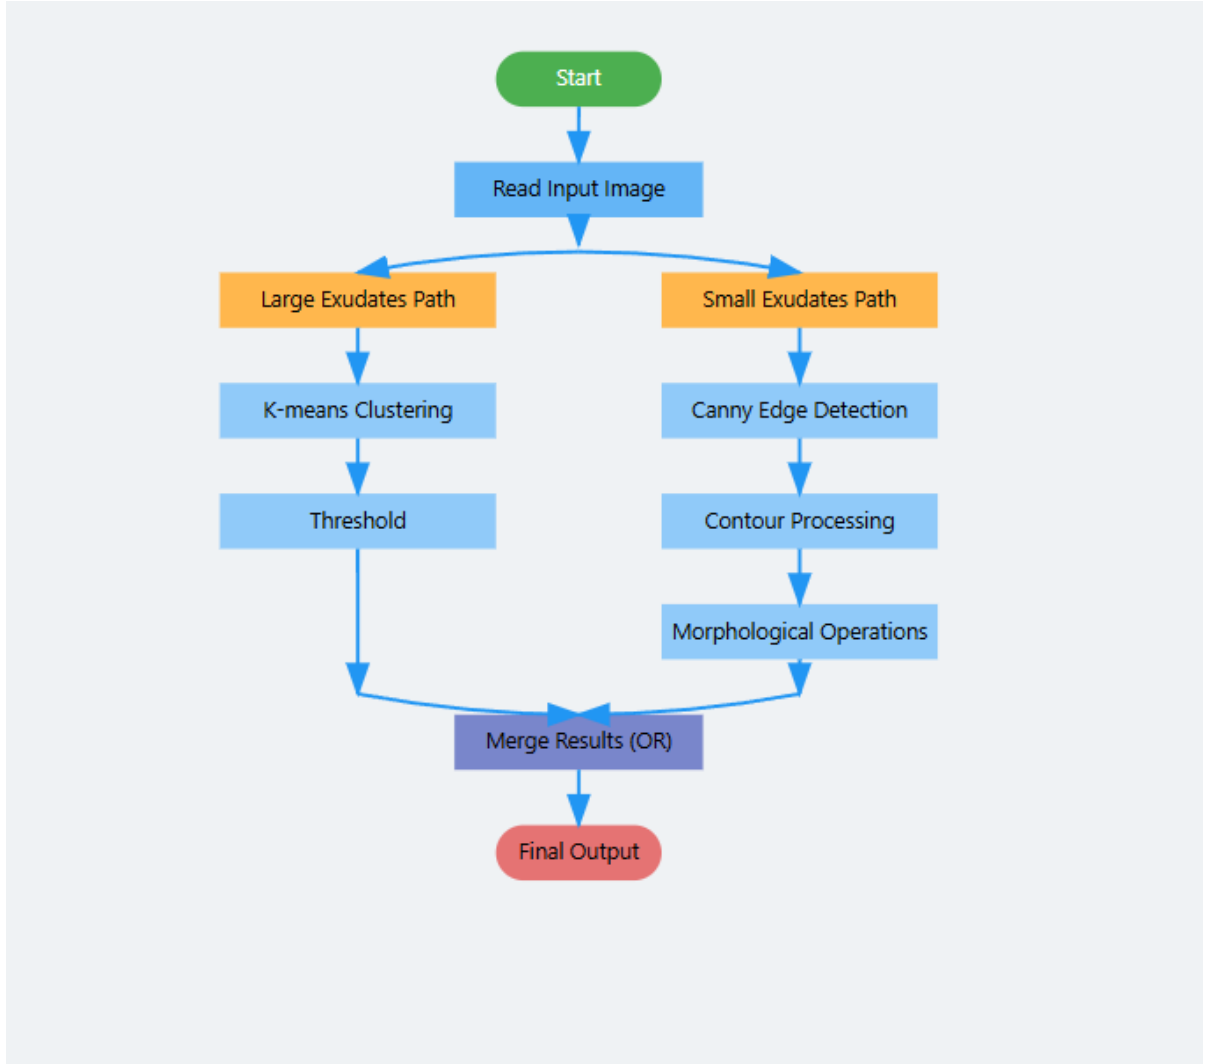 Start
Read Input Image
Large Exudates Path
Small Exudates Path
K-means Clustering
Canny Edge Detection
Threshold
Contour Processing
Morphological Operations
Merge Results (OR)
Final Output